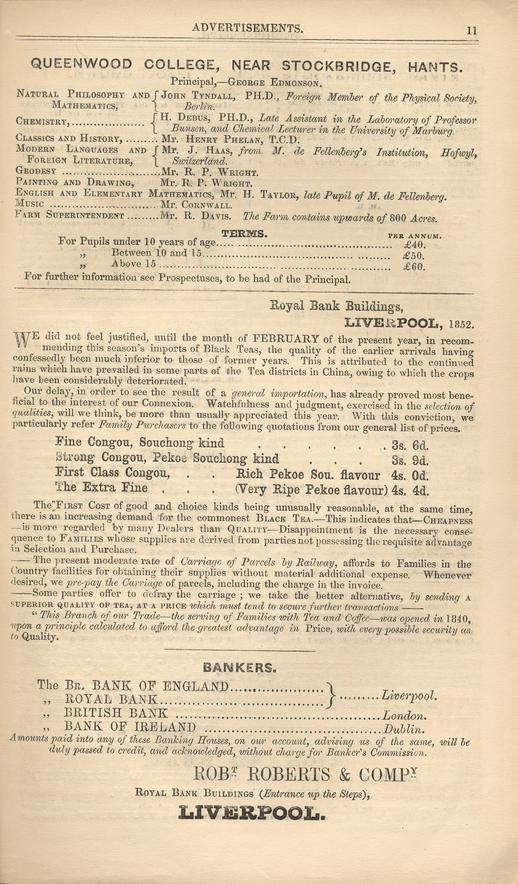 ADVERTISEMENTS. 11
QUEENWOOD COLLEGE, NEAR STOCKBRIDGE, HANTS.
Principal,—George Edmonson.
Natural Philosophy and Mathematics, { John Tyndall, Ph.D., Foreign Member of the Physical Society, Berlin.
Chemistry,.......... { H. Debus, Ph.D., Late Assistant in the Laboratory of Professor Bunsen, and Chemical Lecturer in the University of Marburg.
Classics and History, ........ Mr. Henry Phelan, T.C.D.
Modern Languages and Foreign Literature, { Mr. J. Haas, from M. de Fellenberg's Institution, Hofwyl, Switzerland.
Geodesy ........................ Mr. R. P. Wright.
Painting and Drawing, Mr. R. P. Wright.
English and Elementary Mathematics, Mr. H. Taylor, late Pupil of M. de Fellenberg.
Music ........................... Mr. Cornwall.
Farm Superintendent ........Mr. R. Davis. The Farm contains upwards of 800 Acres.
TERMS. PER ANNUM.
For Pupils under 10 years of age.......................................... £40.
„ Between 10 and 15.............................................. £50.
„ Above 15 ........................................................ £60.
For further information see Prospectuses, to be had of the Principal.
Royal Bank Buildings,
LIVERPOOL, 1852.
WE did not feel justified, until the month of FEBRUARY of the present year, in recom-
mending this season's imports of Black Teas, the quality of the earlier arrivals having
confessedly been much inferior to those of former years. This is attributed to the continued
rains which have prevailed in some parts of the Tea districts in China, owing to which the crops
have been considerably deteriorated.
Our delay, in order to see the result of a general importation, has already proved most bene-
ficial to the interest of our Connexion. Watchfulness and judgment, exercised in the selection of
qualities, will we think, be more than usually appreciated this year. With this conviction, we
particularly refer Family Purchasers to the following quotations from our general list of prices.
Fine Congou, Souchong kind . . . . . . 3s. 6d.
Strong Congou, Pekoe Souchong kind . . . 3s. 9d.
First Class Congou, . . Rich Pekoe Sou. flavour 4s. 0d.
The Extra Fine . . . (Very Ripe Pekoe flavour) 4s. 4d.
The First Cost of good and choice kinds being unusually reasonable, at the same time,
there is an increasing demand for the commonest Black Tea.—This indicates that—Cheapness
—is more regarded by many Dealers than Quality—Disappointment is the necessary conse-
quence to Families whose supplies are derived from parties not possessing the requisite advantage
in Selection and Purchase.
——The present moderate rate of Carriage of Parcels by Railway, affords to Families in the
Country facilities for obtaining their supplies without material additional expense. Whenever
desired, we pre-pay the Carriage of parcels, including the charge in the invoice.
——Some parties offer to defray the carriage; we take the better alternative, by sending a
superior quality of tea, at a price which must tend to secure further transactions——
"This Branch of our Trade—the serving of Families with Tea and Coffee—was opened in 1840,
upon a principle calculated to afford the greatest advantage in Price, with every possible security as
to Quality.
BANKERS.
The Br. BANK OF ENGLAND............... } .........Liverpool.
„ ROYAL BANK...........................
„ BRITISH BANK ....................................London.
„ BANK OF IRELAND ................................Dublin.
Amounts paid into any of these Banking Houses, on our account, advising us of the same, will be
duly passed to credit, and acknowledged, without charge for Banker's Commission.
ROBT ROBERTS & COMPY
Royal Bank Buildings (Entrance up the Steps),
LIVERPOOL.